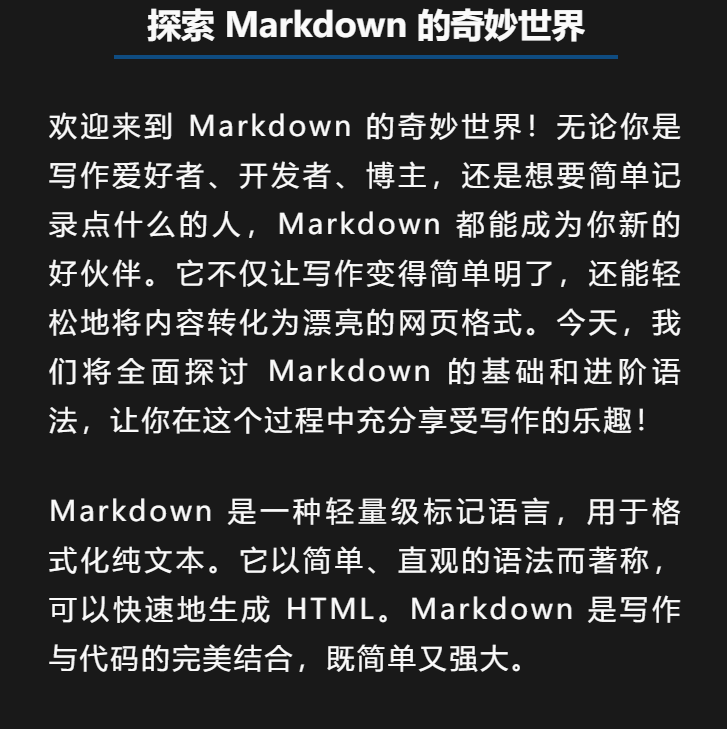 探索 Markdown 的奇妙世界
欢迎来到 Markdown 的奇妙世界！无论你是
写作爱好者、开发者、博主，还是想要简单记
录点什么的人，Markdown 都能成为你新的
好伙伴。它不仅让写作变得简单明了，还能轻
松地将内容转化为漂亮的网页格式。今天，我
们将全面探讨 Markdown 的基础和进阶语
法，让你在这个过程中充分享受写作的乐趣！
Markdown 是一种轻量级标记语言，用于格
式化纯文本。它以简单、直观的语法而著称，
可以快速地生成 HTML。Markdown 是写作
与代码的完美结合，既简单又强大。